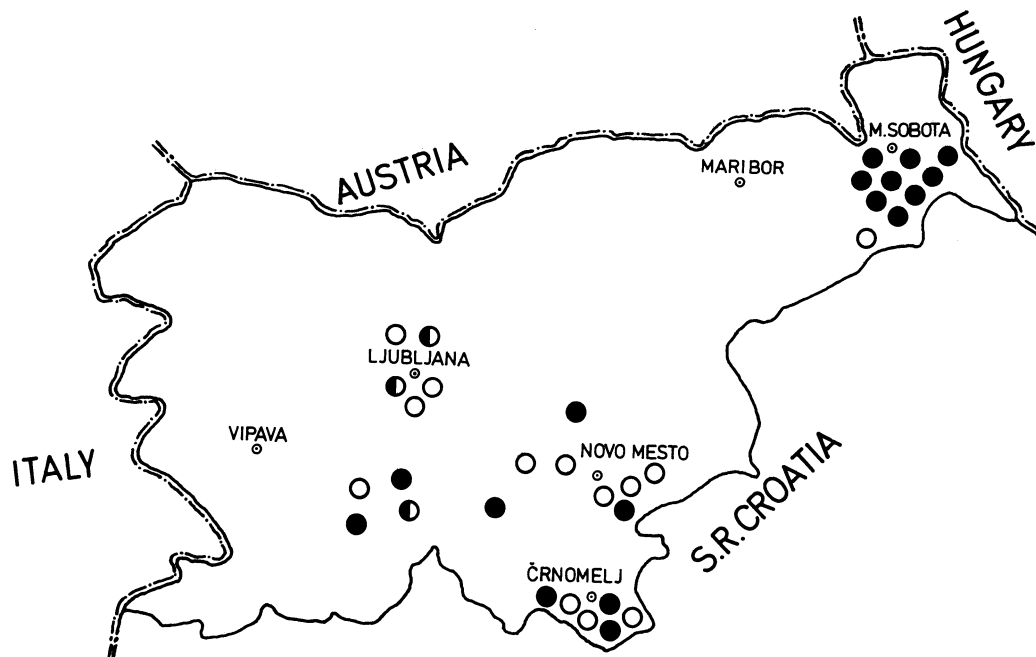 HUNGARY
M.SOBOTA
AUSTRIA
MARIBOR
LJUBLJANA
VIPAVA
NOVO MESTO
ITALY
S.R.CROATIA
ČRNOMELJ